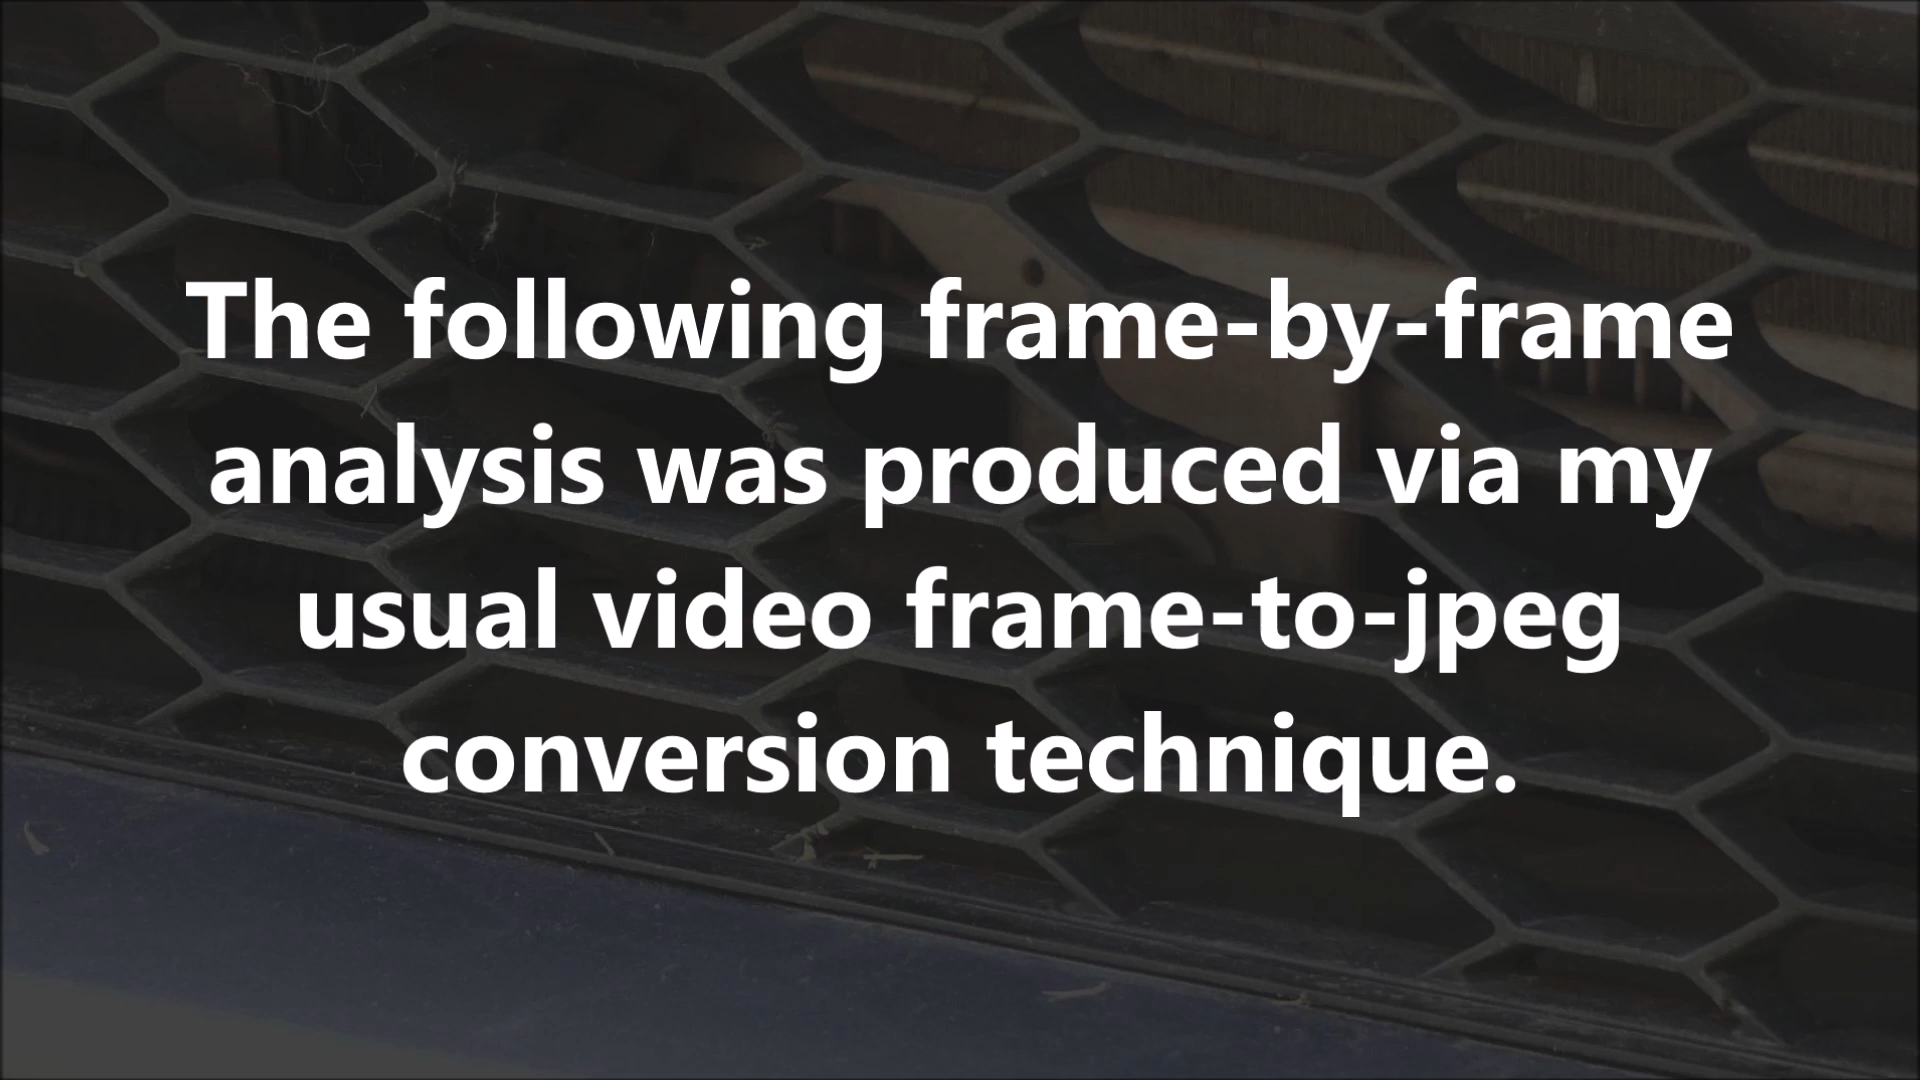 The following frame-by-frame
analysis was produced via my
usual video frame-to-jpeg
conversion technique.